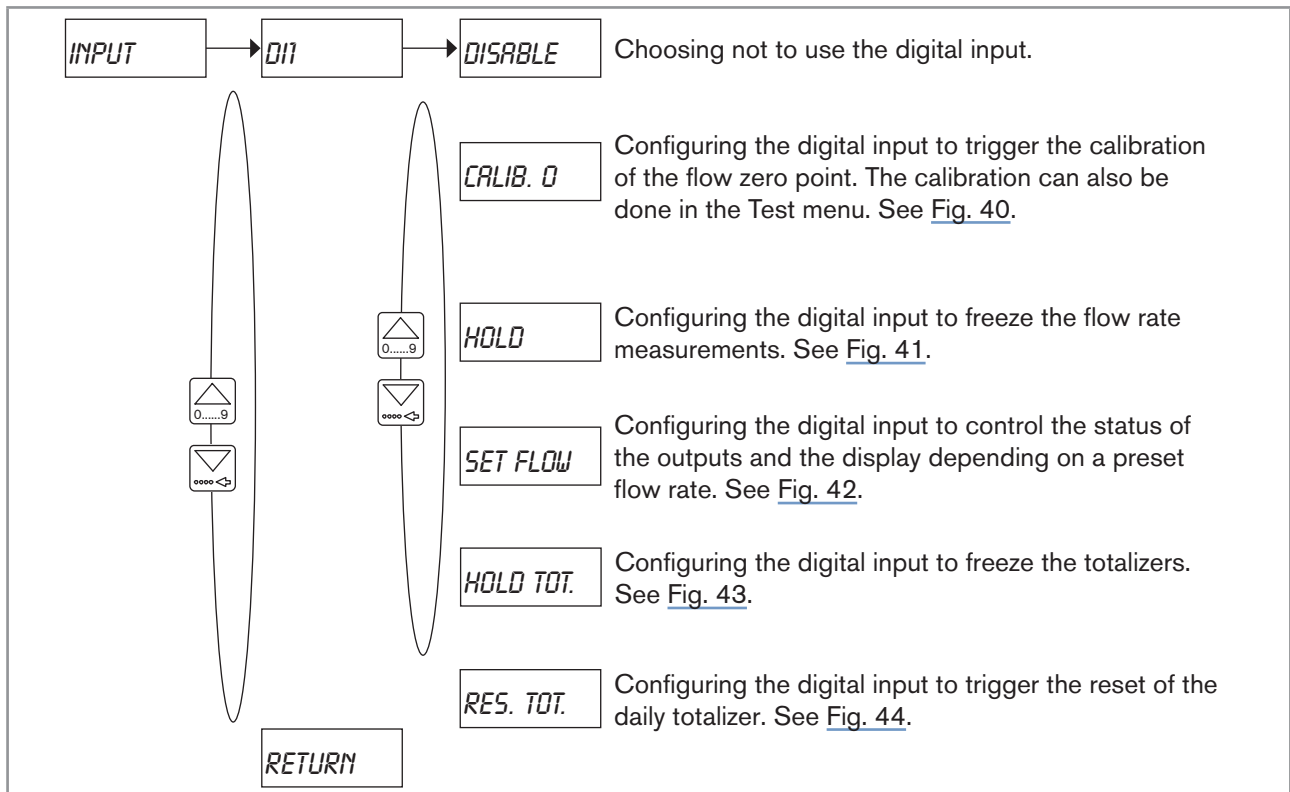 INPUT
DI1
DISABLE
Choosing not to use the digital input.
CALIB. 0
Configuring the digital input to trigger the calibration
of the flow zero point. The calibration can also be
done in the Test menu. See Fig. 40.
0......9
HOLD
Configuring the digital input to freeze the flow rate
measurements. See Fig. 41.
0......9
SET FLOW
Configuring the digital input to control the status of
the outputs and the display depending on a preset
flow rate. See Fig. 42.
HOLD TOT.
Configuring the digital input to freeze the totalizers.
See Fig. 43.
RES. TOT.
Configuring the digital input to trigger the reset of the
daily totalizer. See Fig. 44.
RETURN